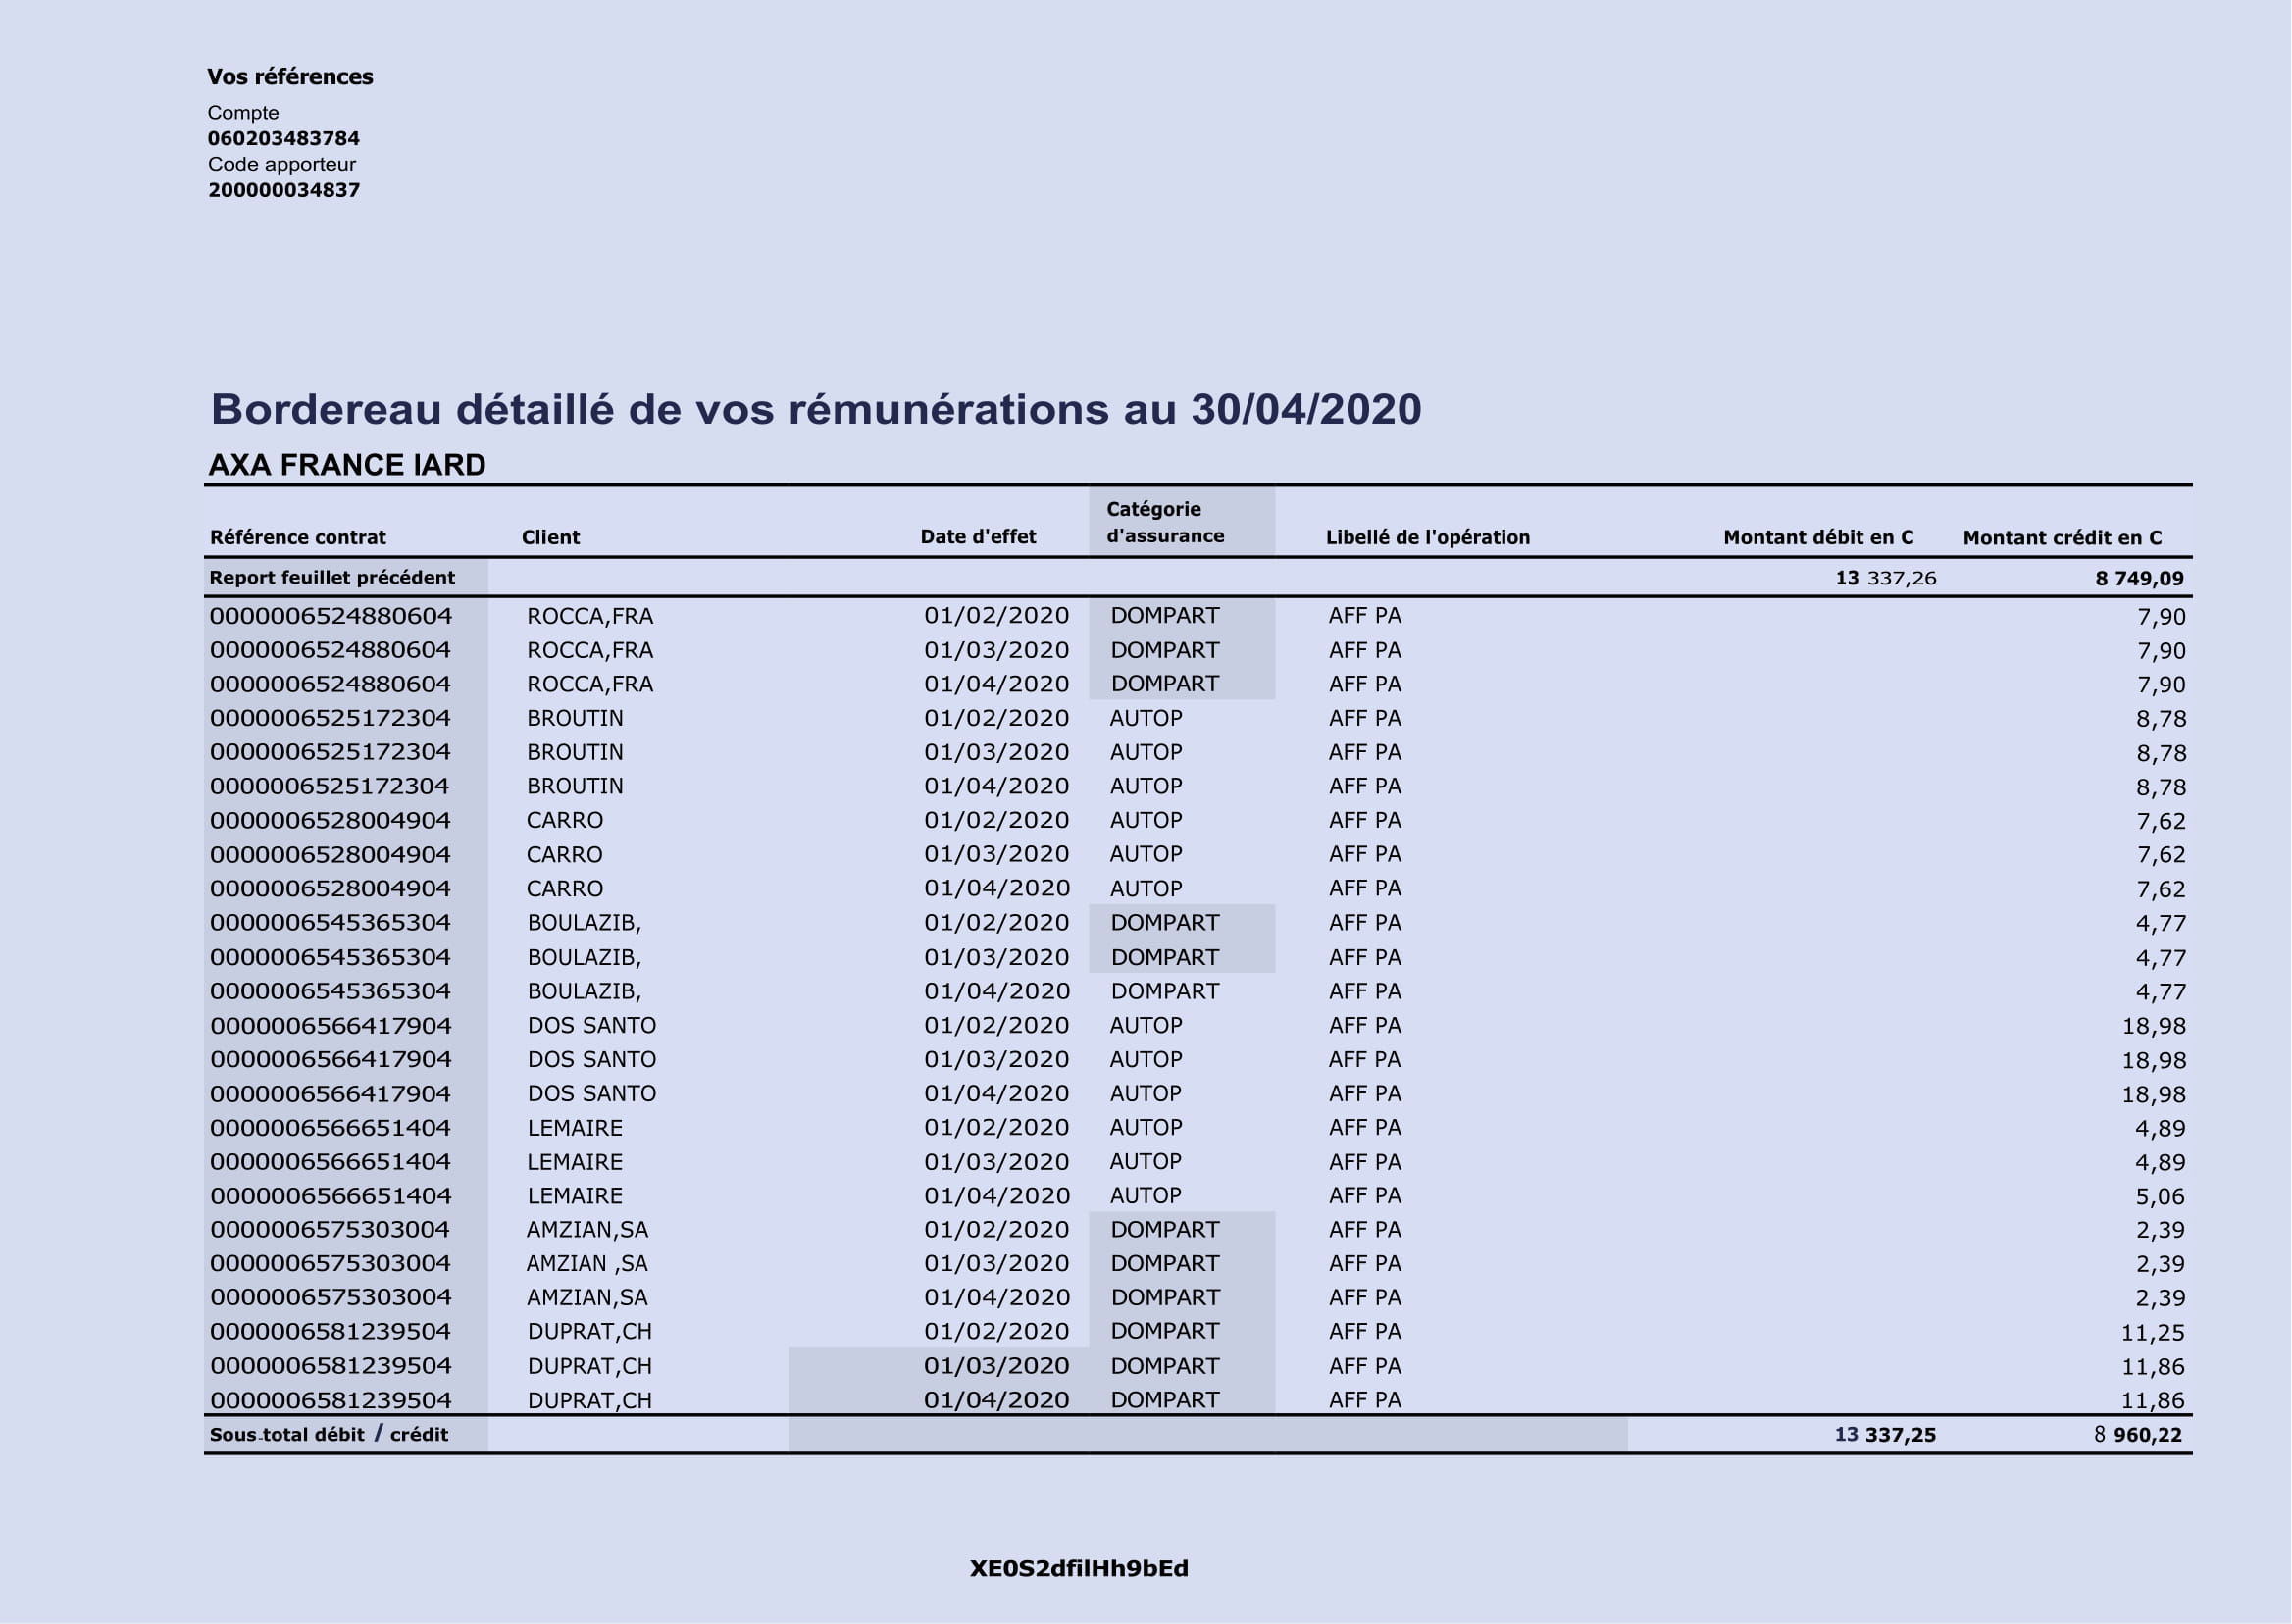 Vos références
Compte
060203483784
Code apporteur
200000034837
Bordereau détaillé de vos rémunérations au 30/04/2020
AXA FRANCE IARD
Référence contrat Client Date d'effet Catégorie d'assurance Libellé de l'opération Montant débit en C Montant crédit en C
Report feuillet précédent 13 337,26 8 749,09
0000006524880604 ROCCA,FRA 01/02/2020 DOMPART AFF PA 7,90
0000006524880604 ROCCA,FRA 01/03/2020 DOMPART AFF PA 7,90
0000006524880604 ROCCA,FRA 01/04/2020 DOMPART AFF PA 7,90
0000006525172304 BROUTIN 01/02/2020 AUTOP AFF PA 8,78
0000006525172304 BROUTIN 01/03/2020 AUTOP AFF PA 8,78
0000006525172304 BROUTIN 01/04/2020 AUTOP AFF PA 8,78
0000006528004904 CARRO 01/02/2020 AUTOP AFF PA 7,62
0000006528004904 CARRO 01/03/2020 AUTOP AFF PA 7,62
0000006528004904 CARRO 01/04/2020 AUTOP AFF PA 7,62
0000006545365304 BOULAZIB, 01/02/2020 DOMPART AFF PA 4,77
0000006545365304 BOULAZIB, 01/03/2020 DOMPART AFF PA 4,77
0000006545365304 BOULAZIB, 01/04/2020 DOMPART AFF PA 4,77
0000006566417904 DOS SANTO 01/02/2020 AUTOP AFF PA 18,98
0000006566417904 DOS SANTO 01/03/2020 AUTOP AFF PA 18,98
0000006566417904 DOS SANTO 01/04/2020 AUTOP AFF PA 18,98
0000006566651404 LEMAIRE 01/02/2020 AUTOP AFF PA 4,89
0000006566651404 LEMAIRE 01/03/2020 AUTOP AFF PA 4,89
0000006566651404 LEMAIRE 01/04/2020 AUTOP AFF PA 5,06
0000006575303004 AMZIAN,SA 01/02/2020 DOMPART AFF PA 2,39
0000006575303004 AMZIAN ,SA 01/03/2020 DOMPART AFF PA 2,39
0000006575303004 AMZIAN,SA 01/04/2020 DOMPART AFF PA 2,39
0000006581239504 DUPRAT,CH 01/02/2020 DOMPART AFF PA 11,25
0000006581239504 DUPRAT,CH 01/03/2020 DOMPART AFF PA 11,86
0000006581239504 DUPRAT,CH 01/04/2020 DOMPART AFF PA 11,86
Sous-total débit / crédit 13 337,25 8 960,22
XE0S2dfilHh9bEd